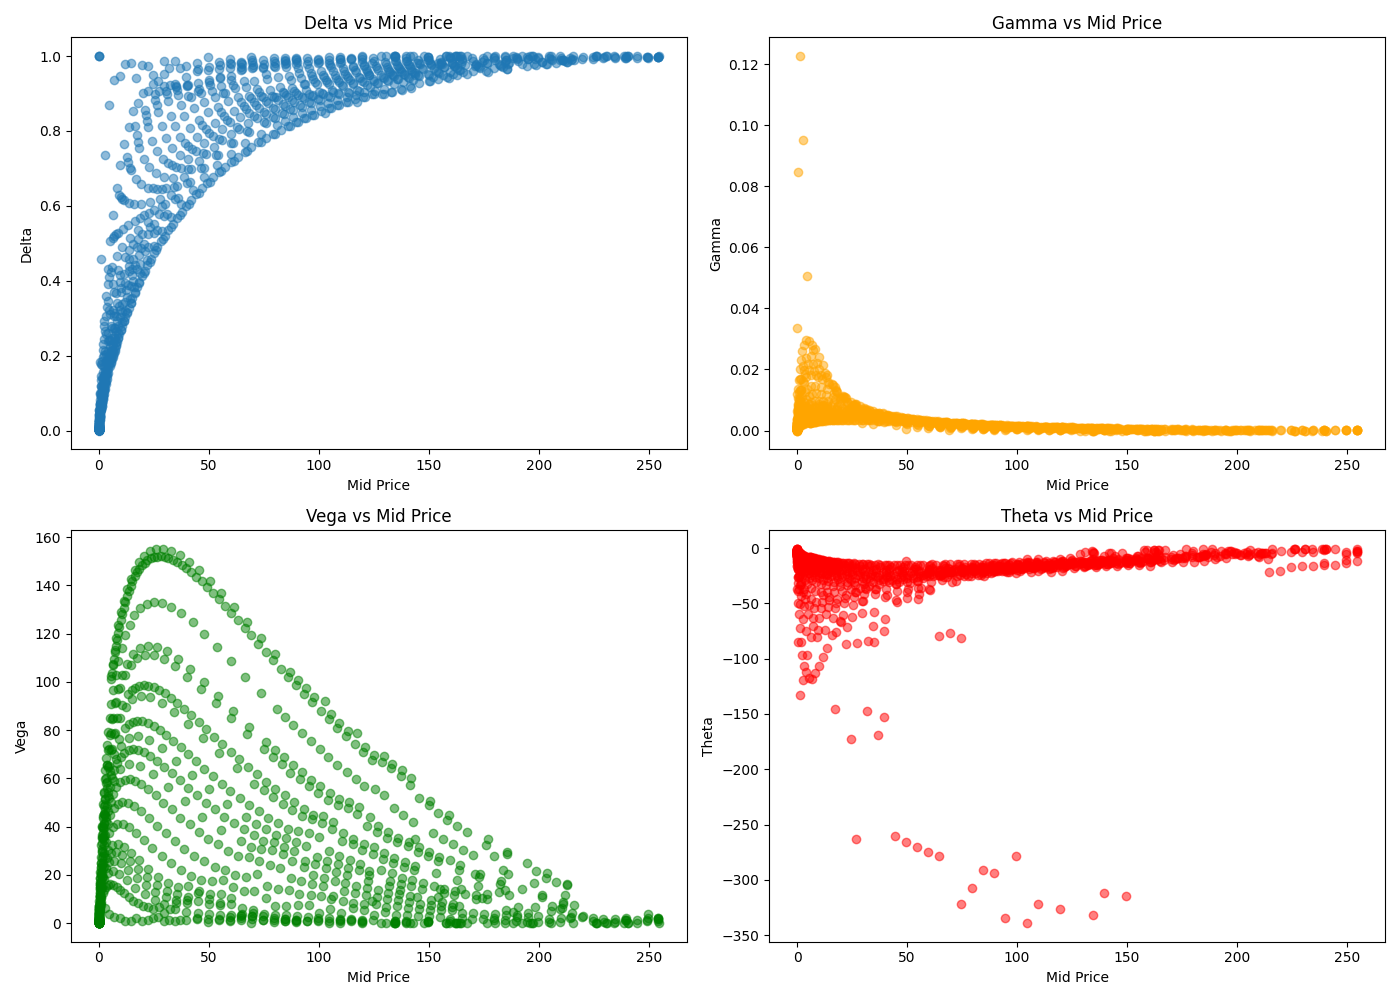 Delta vs Mid Price
Delta
1.0
0.8
0.6
0.4
0.2
0.0
0 50 100 150 200 250
Mid Price
Gamma vs Mid Price
Gamma
0.12
0.10
0.08
0.06
0.04
0.02
0.00
0 50 100 150 200 250
Mid Price
Vega vs Mid Price
Vega
160
140
120
100
80
60
40
20
0
0 50 100 150 200 250
Mid Price
Theta vs Mid Price
Theta
0
−50
−100
−150
−200
−250
−300
−350
0 50 100 150 200 250
Mid Price